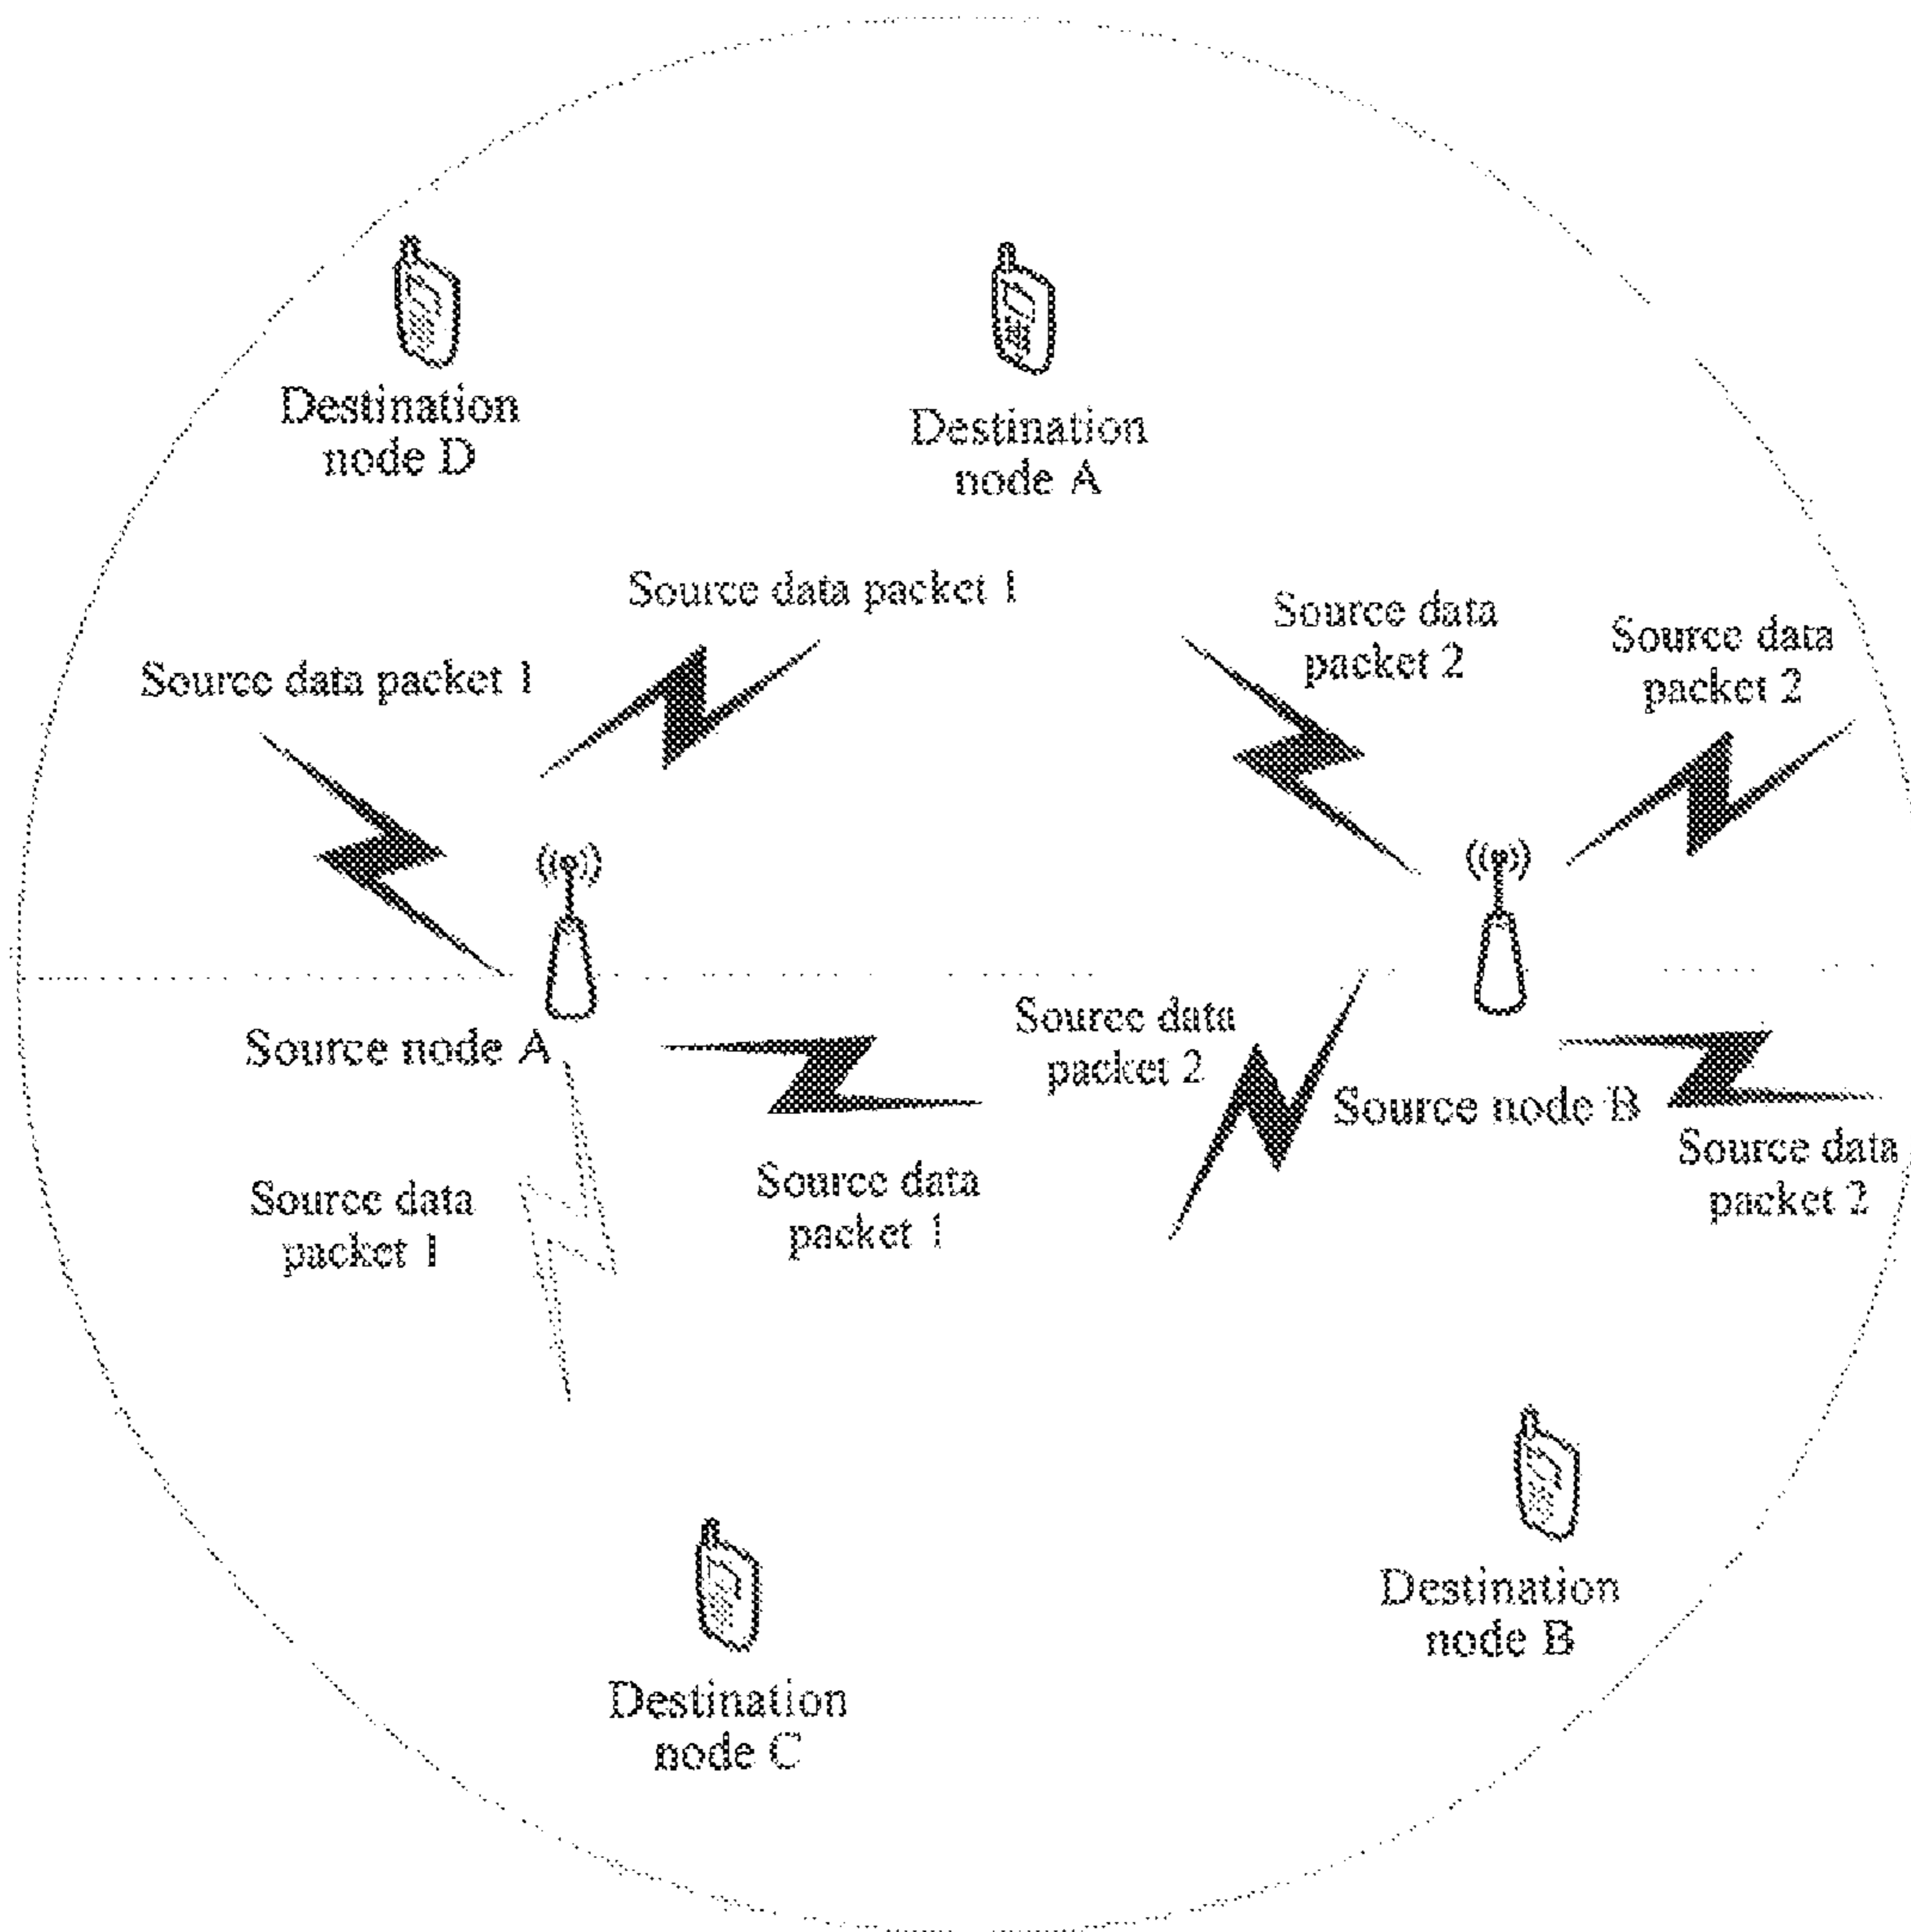 Destination
node D
Destination
node A
Source data packet 1
Source data packet 1
Source data
packet 2
Source data
packet 2
Source node A
Source data
packet 2
Source node B
Source data
packet 2
Source data
packet 1
Source data
packet 1
Destination
node B
Destination
node C